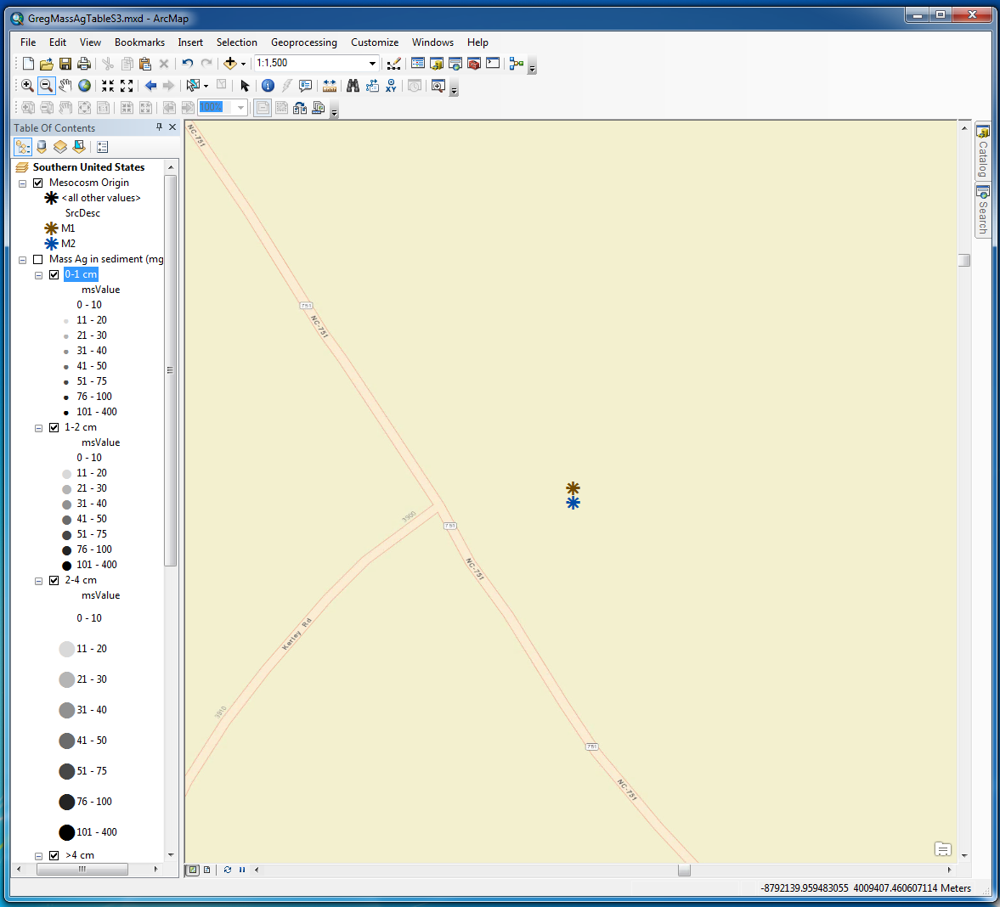 GregMassAgTableS3.mxd - ArcMap
File Edit View Bookmarks Insert Selection Geoprocessing Customize Windows Help
1:1,500
XY
1:1
100%
Table Of Contents
Southern United States
Mesocosm Origin
<all other values>
SrcDesc
M1
M2
Mass Ag in sediment (mg
0-1 cm
msValue
0 - 10
11 - 20
21 - 30
31 - 40
41 - 50
51 - 75
76 - 100
101 - 400
1-2 cm
msValue
0 - 10
11 - 20
21 - 30
31 - 40
41 - 50
51 - 75
76 - 100
101 - 400
2-4 cm
msValue
0 - 10
11 - 20
21 - 30
31 - 40
41 - 50
51 - 75
76 - 100
101 - 400
>4 cm
NC-751
751
NC-751
3900
751
NC-751
Kerley Rd
3910
751
NC-751
Catalog
Search
-8792139.959483055 4009407.460607114 Meters